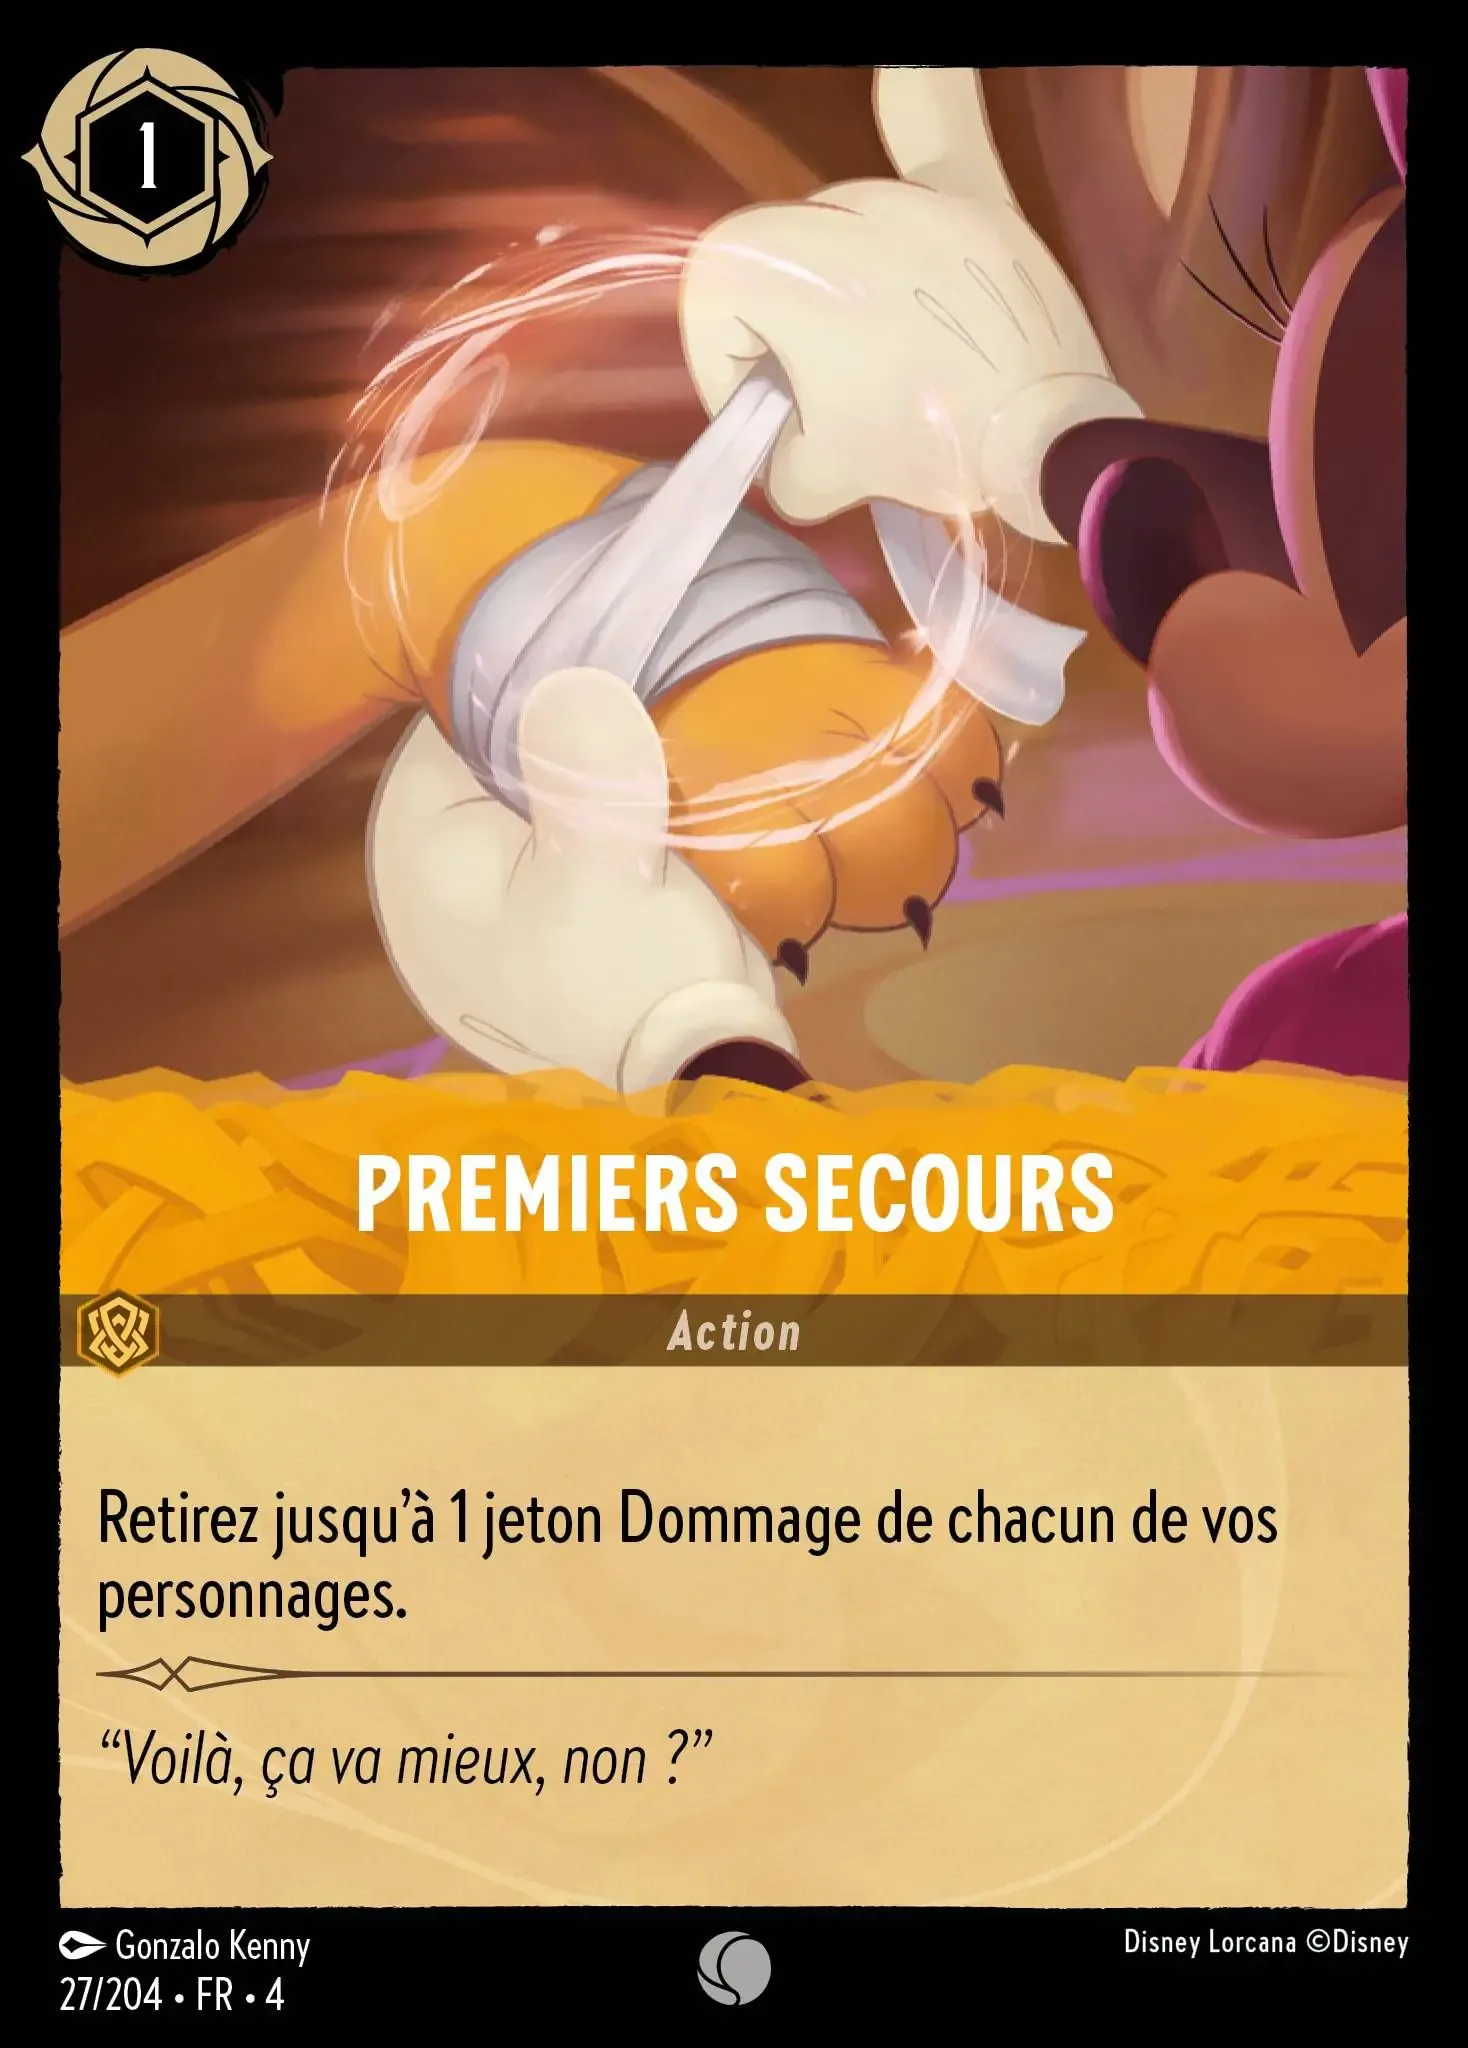 1
PREMIERS SECOURS
Action
Retirez jusqu’à 1 jeton Dommage de chacun de vos
personnages.
“Voilà, ça va mieux, non ?”
Gonzalo Kenny
Disney Lorcana ©Disney
27/204 • FR • 4